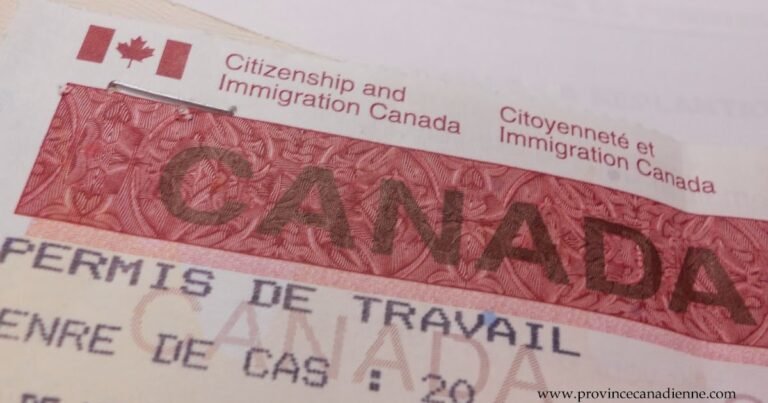 Citizenship and
Immigration Canada
Citoyenneté et
Immigration Canada
CANADA
PERMIS DE TRAVAIL
ENRE DE CAS : 20
CANADA
www.provincecanadienne.com